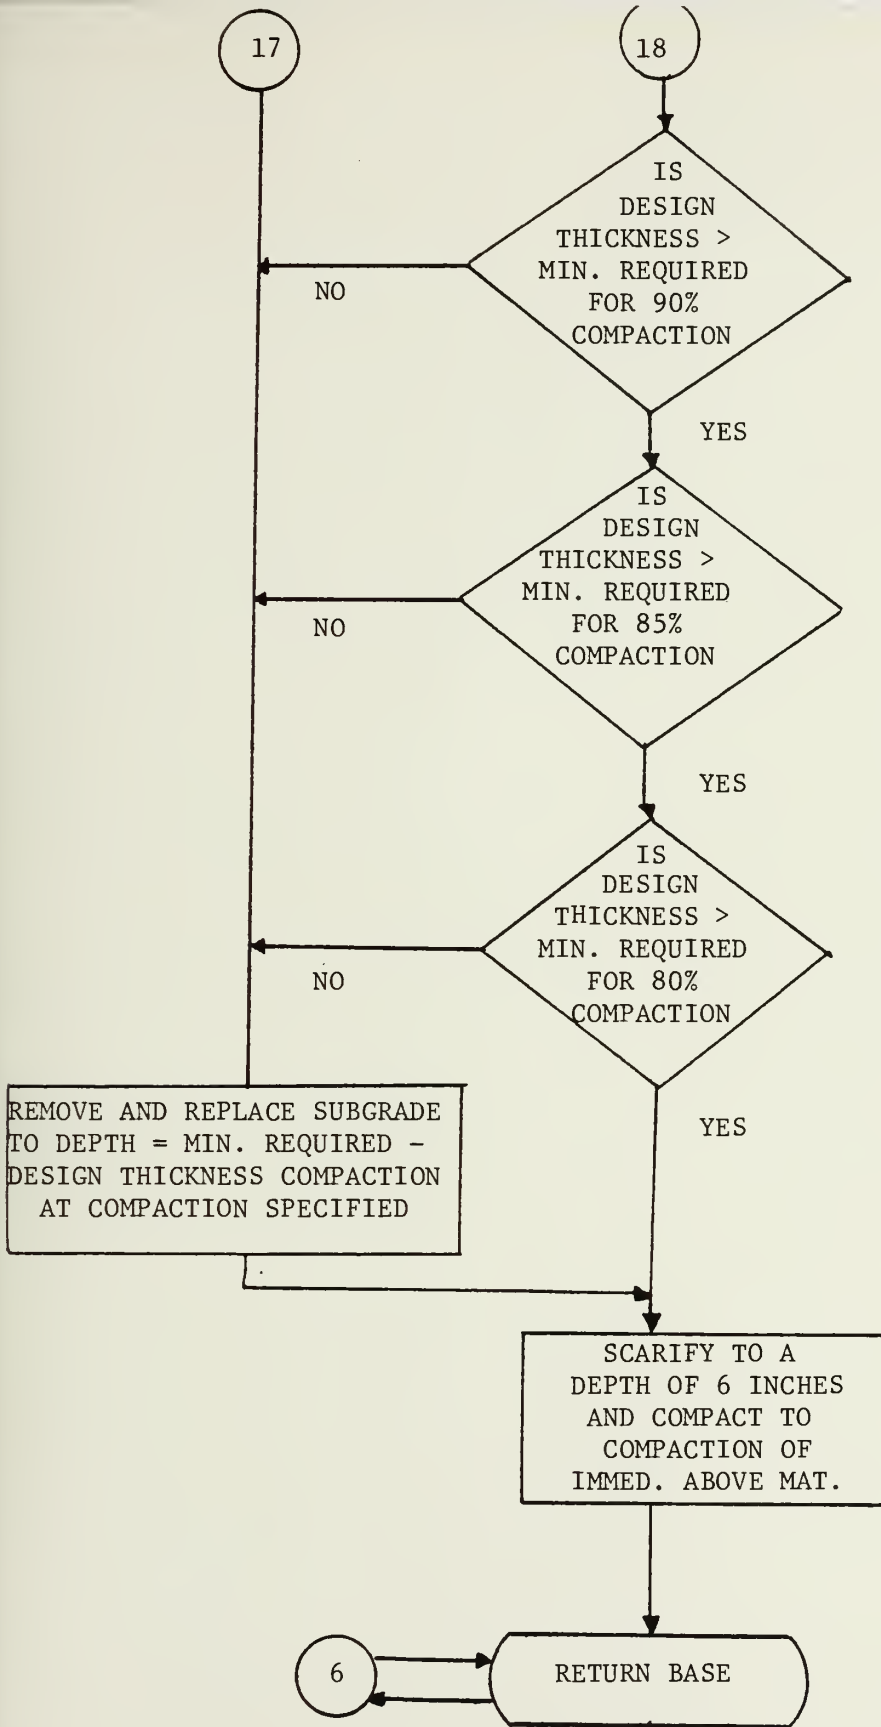 17
18
IS
DESIGN
THICKNESS >
MIN. REQUIRED
FOR 90%
COMPACTION
NO
YES
IS
DESIGN
THICKNESS >
MIN. REQUIRED
FOR 85%
COMPACTION
NO
YES
IS
DESIGN
THICKNESS >
MIN. REQUIRED
FOR 80%
COMPACTION
NO
YES
REMOVE AND REPLACE SUBGRADE
TO DEPTH = MIN. REQUIRED -
DESIGN THICKNESS COMPACTION
AT COMPACTION SPECIFIED
SCARIFY TO A
DEPTH OF 6 INCHES
AND COMPACT TO
COMPACTION OF
IMMED. ABOVE MAT.
6
RETURN BASE